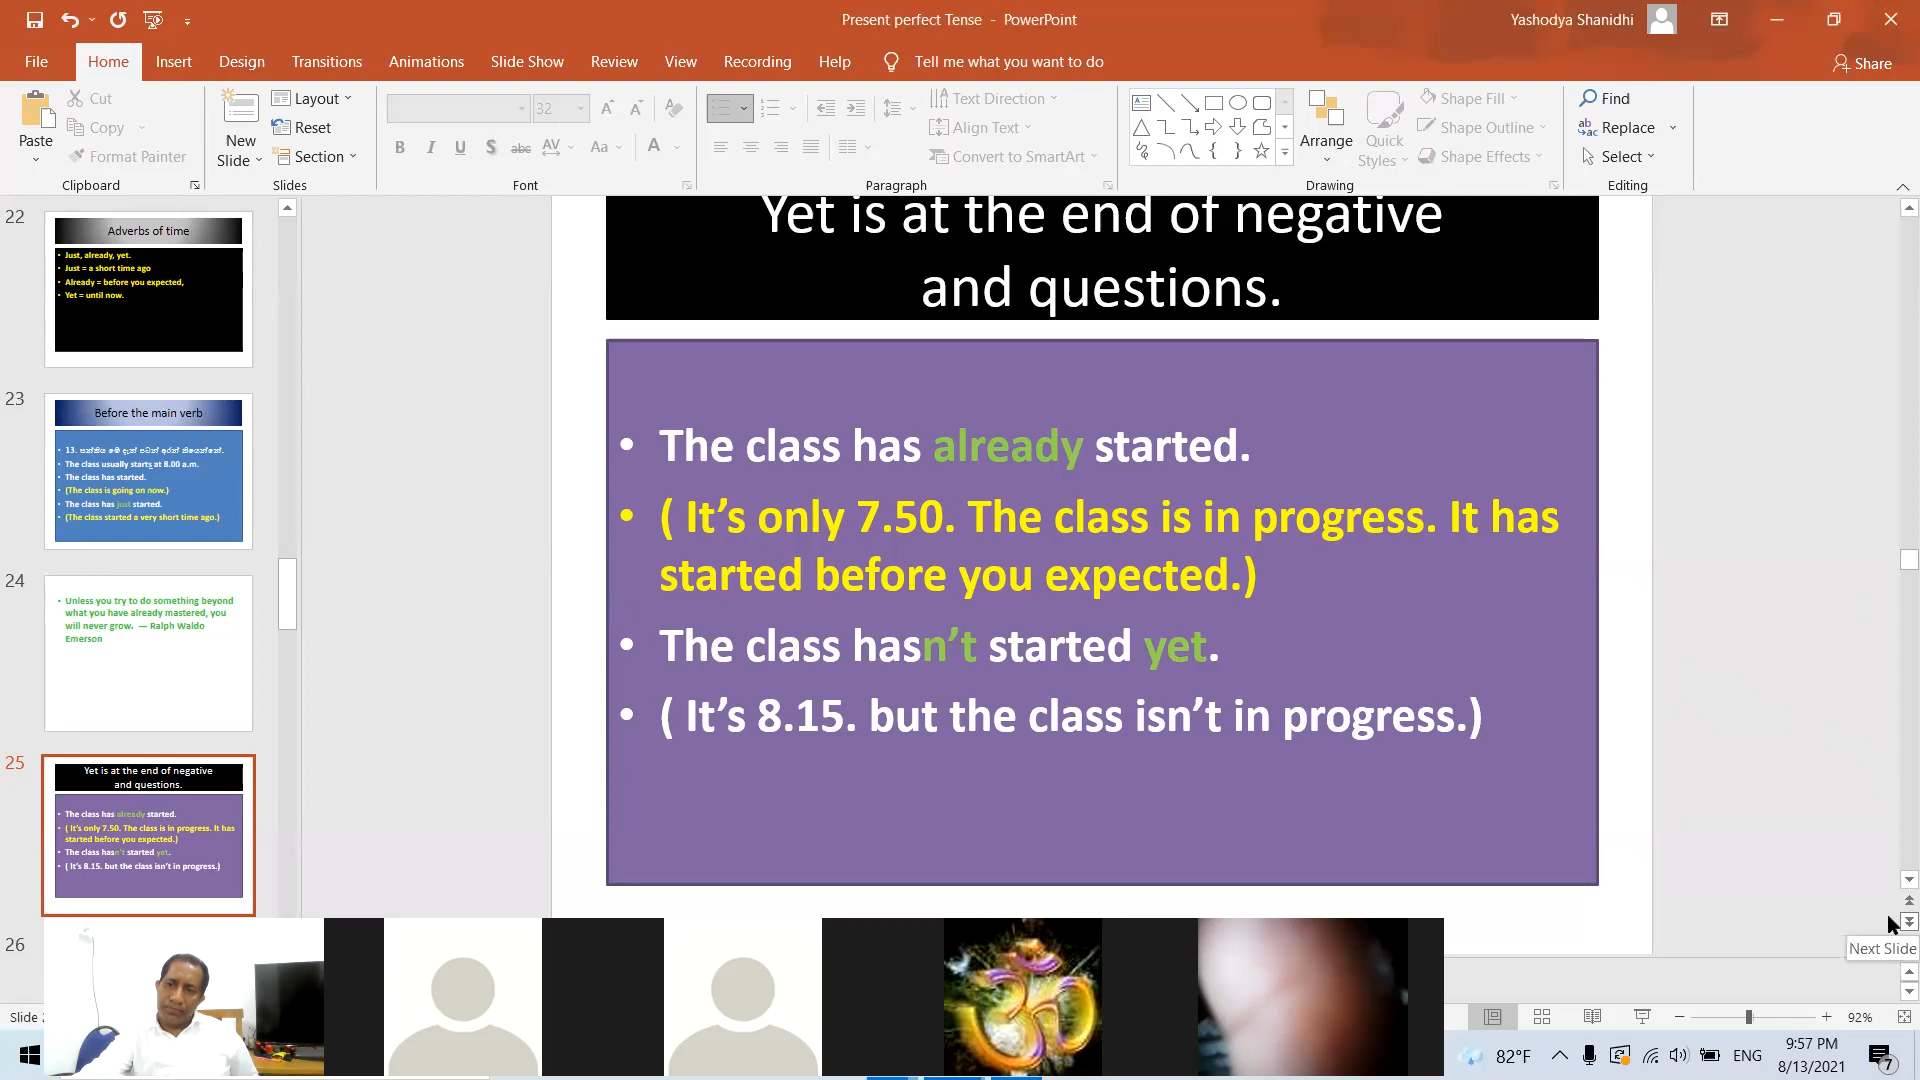 Present perfect Tense - PowerPoint
Yashodya Shanidhi
File
Home
Insert
Design
Transitions
Animations
Slide Show
Review
View
Recording
Help
Tell me what you want to do
Share
Paste
Cut
Copy
Format Painter
Clipboard
New
Slide
Layout
Reset
Section
Slides
32
Font
Text Direction
Align Text
Convert to SmartArt
Paragraph
Arrange
Quick
Styles
Shape Fill
Shape Outline
Shape Effects
Drawing
Find
Replace
Select
Editing
22
Adverbs of time
• Just, already, yet.
• Just = a short time ago
• Already = before you expected,
• Yet = until now.
23
Before the main verb
• 13. පන්තිය මේ දැන් පටන් අරන් තියෙන්නේ.
• The class usually starts at 8.00 a.m.
• The class has started.
• (The class is going on now.)
• The class has just started.
• (The class started a very short time ago.)
24
• Unless you try to do something beyond
what you have already mastered, you
will never grow. — Ralph Waldo
Emerson
25
Yet is at the end of negative
and questions.
• The class has already started.
• ( It's only 7.50. The class is in progress. It has
started before you expected.)
• The class hasn't started yet.
• ( It's 8.15. but the class isn't in progress.)
26
Yet is at the end of negative
and questions.
• The class has already started.
• ( It’s only 7.50. The class is in progress. It has
started before you expected.)
• The class hasn’t started yet.
• ( It’s 8.15. but the class isn’t in progress.)
Next Slide
Slide
92%
82°F
ENG
9:57 PM
8/13/2021
7